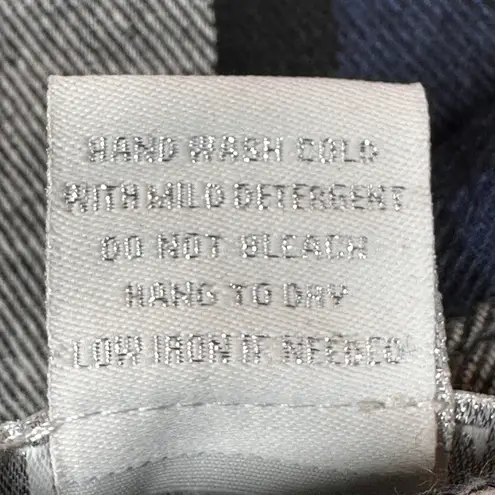 HAND WASH COLD
WITH MILD DETERGENT
DO NOT BLEACH
HANG TO DRY
LOW IRON IF NEEDED